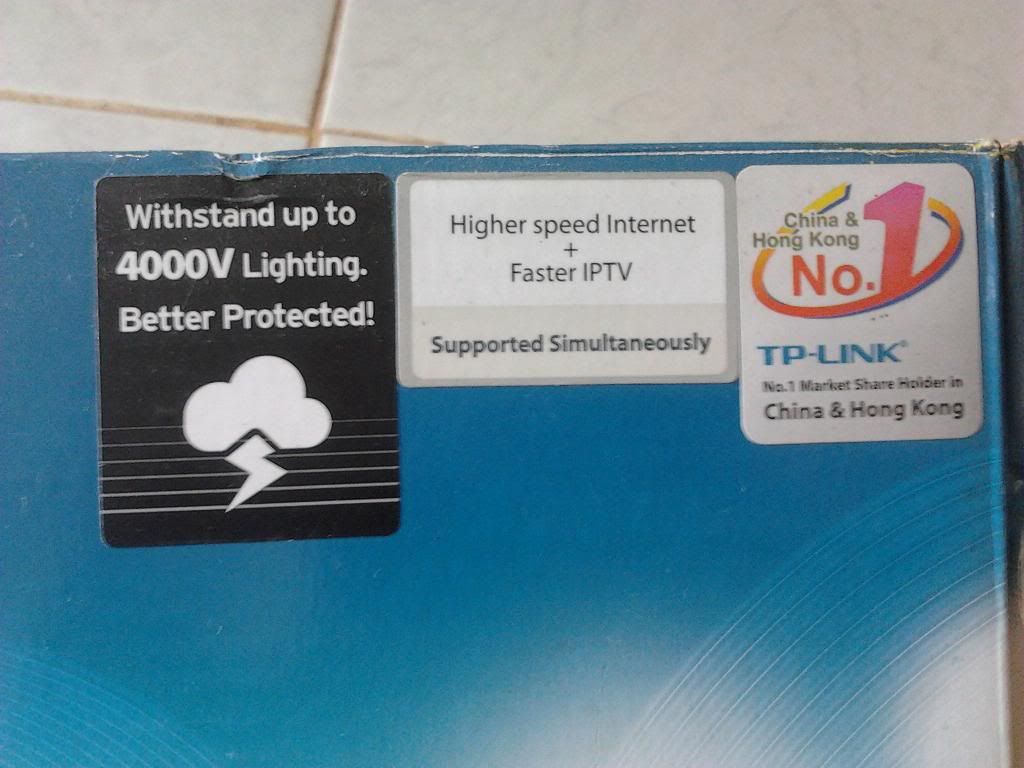 Withstand up to
4000V Lighting.
Better Protected!
Higher speed Internet
+
Faster IPTV
Supported Simultaneously
China &
Hong Kong
No.1
TP-LINK®
No.1 Market Share Holder in
China & Hong Kong